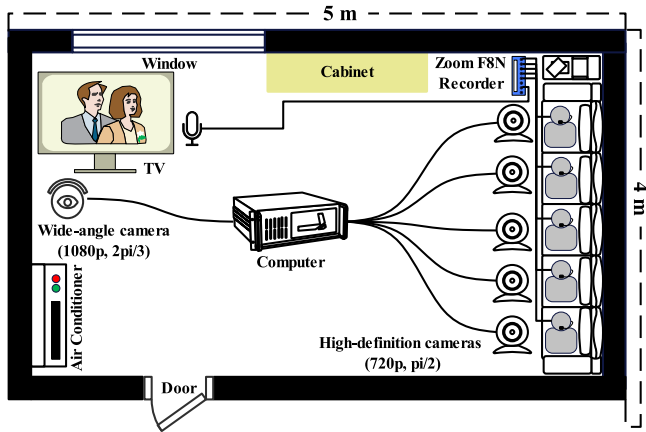 5 m
Window
Cabinet
Zoom F8N
Recorder
TV
4 m
Wide-angle camera
(1080p, 2pi/3)
Computer
Air Conditioner
High-definition cameras
(720p, pi/2)
Door